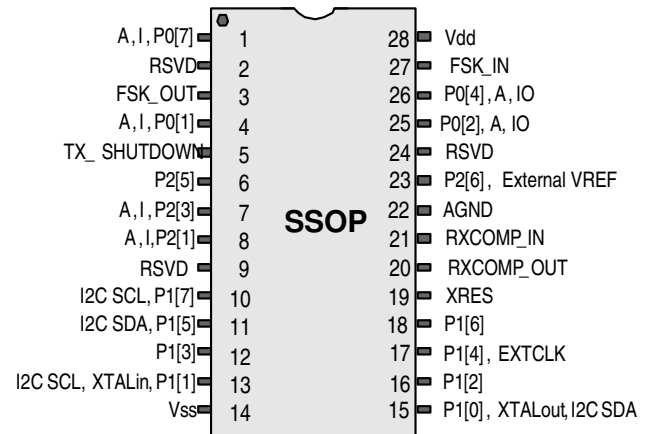 A, I, P0[7] 1 28 Vdd
RSVD 2 27 FSK_IN
FSK_OUT 3 26 P0[4], A, IO
A, I, P0[1] 4 25 P0[2], A, IO
TX_ SHUTDOWN 5 24 RSVD
P2[5] 6 23 P2[6], External VREF
A, I, P2[3] 7 SSOP 22 AGND
A, I,P2[1] 8 21 RXCOMP_IN
RSVD 9 20 RXCOMP_OUT
I2C SCL, P1[7] 10 19 XRES
I2C SDA, P1[5] 11 18 P1[6]
P1[3] 12 17 P1[4], EXTCLK
I2C SCL, XTALin, P1[1] 13 16 P1[2]
Vss 14 15 P1[0], XTALout, I2C SDA